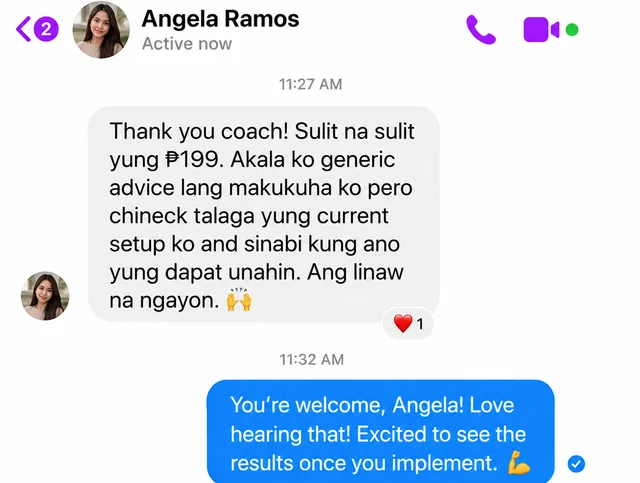 2
Angela Ramos
Active now
11:27 AM
Thank you coach! Sulit na sulit
yung ₱199. Akala ko generic
advice lang makukuha ko pero
chineck talaga yung current
setup ko and sinabi kung ano
yung dapat unahin. Ang linaw
na ngayon. 🙌
❤️ 1
11:32 AM
You’re welcome, Angela! Love
hearing that! Excited to see the
results once you implement. 💪